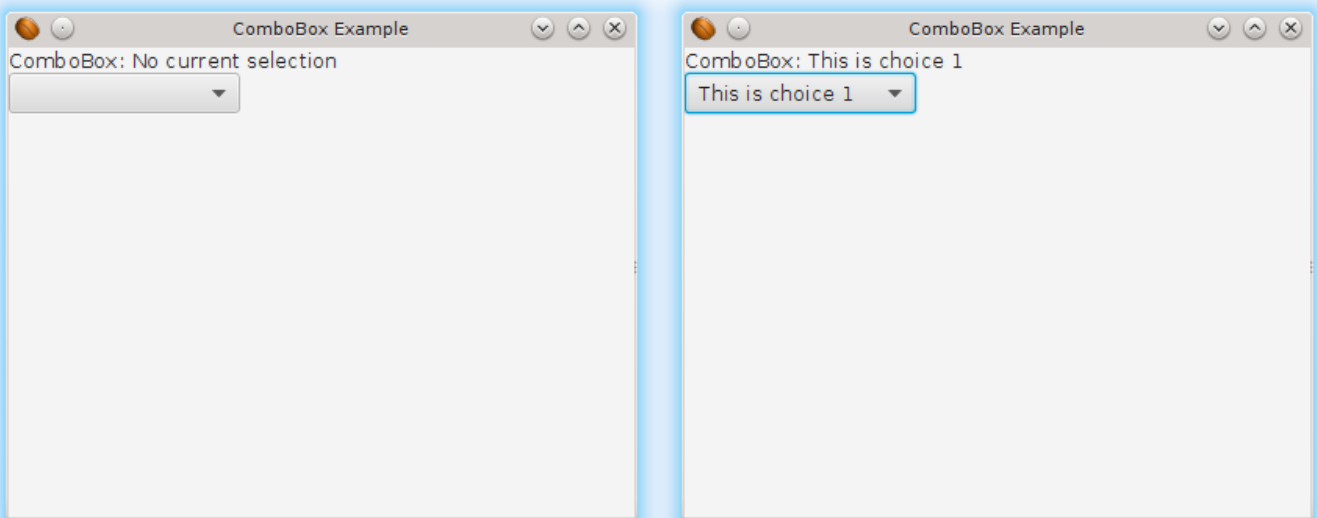 ComboBox Example
ComboBox: No current selection
ComboBox Example
ComboBox: This is choice 1
This is choice 1